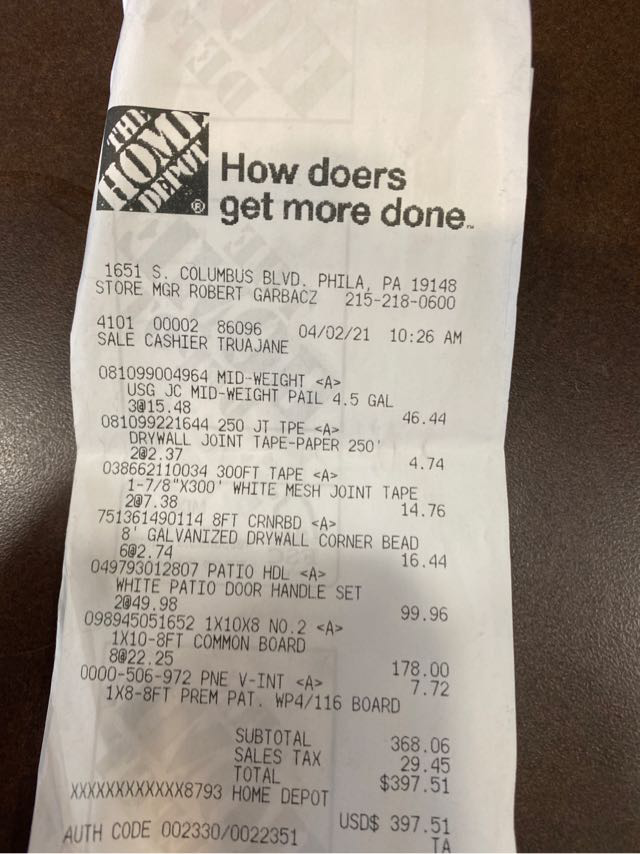 THE
HOME
DEPOT
®
How doers
get more done™
1651 S. COLUMBUS BLVD. PHILA, PA 19148
STORE MGR ROBERT GARBACZ 215-218-0600
4101 00002 86096 04/02/21 10:26 AM
SALE CASHIER TRUAJANE
081099004964 MID-WEIGHT <A>
USG JC MID-WEIGHT PAIL 4.5 GAL
3@15.48 46.44
081099221644 250 JT TPE <A>
DRYWALL JOINT TAPE-PAPER 250'
2@2.37 4.74
038662110034 300FT TAPE <A>
1-7/8"X300' WHITE MESH JOINT TAPE
2@7.38 14.76
751361490114 8FT CRNRBD <A>
8' GALVANIZED DRYWALL CORNER BEAD
6@2.74 16.44
049793012807 PATIO HDL <A>
WHITE PATIO DOOR HANDLE SET
2@49.98 99.96
098945051652 1X10X8 NO.2 <A>
1X10-8FT COMMON BOARD
8@22.25 178.00
0000-506-972 PNE V-INT <A> 7.72
1X8-8FT PREM PAT. WP4/116 BOARD
SUBTOTAL 368.06
SALES TAX 29.45
TOTAL $397.51
XXXXXXXXXXXX8793 HOME DEPOT
USD$ 397.51
AUTH CODE 002330/0022351 TA